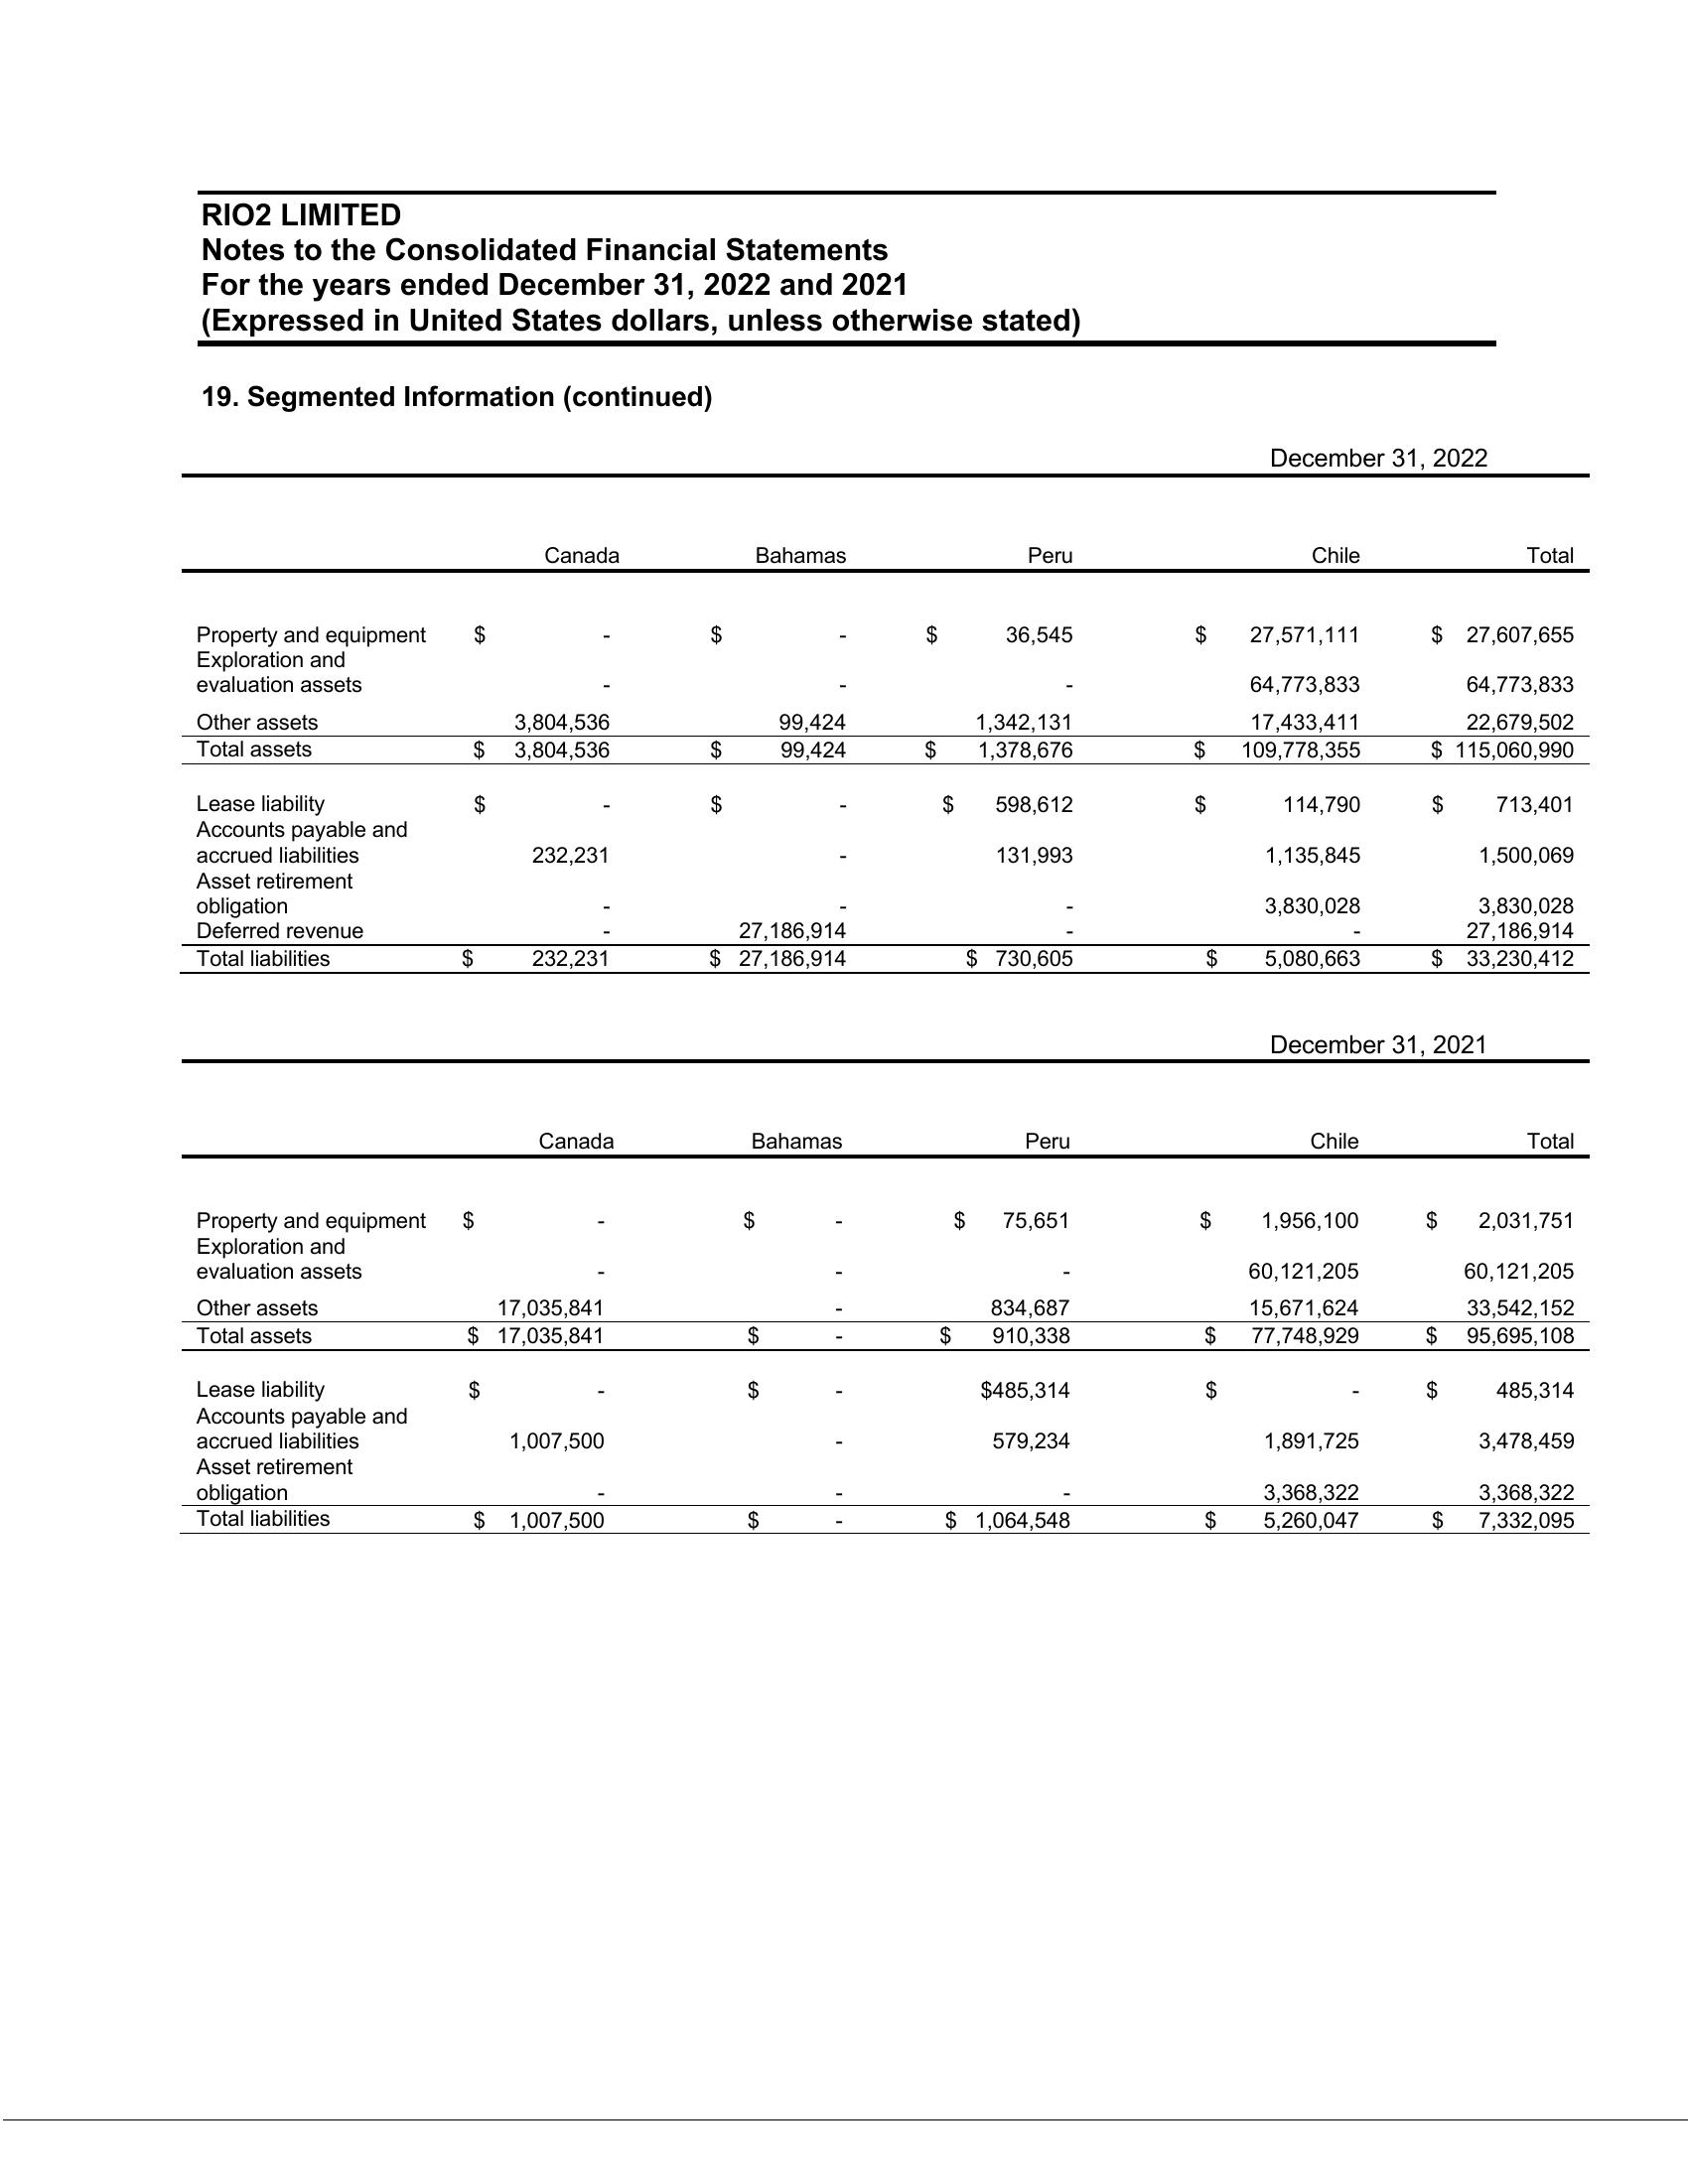 RIO2 LIMITED
Notes to the Consolidated Financial Statements
For the years ended December 31, 2022 and 2021
(Expressed in United States dollars, unless otherwise stated)
19. Segmented Information (continued)
December 31, 2022
Canada Bahamas Peru Chile Total
Property and equipment $ - $ - $ 36,545 $ 27,571,111 $ 27,607,655
Exploration and
evaluation assets - - - 64,773,833 64,773,833
Other assets 3,804,536 99,424 1,342,131 17,433,411 22,679,502
Total assets $ 3,804,536 $ 99,424 $ 1,378,676 $ 109,778,355 $ 115,060,990
Lease liability $ - $ - $ 598,612 $ 114,790 $ 713,401
Accounts payable and
accrued liabilities 232,231 - 131,993 1,135,845 1,500,069
Asset retirement
obligation - - - 3,830,028 3,830,028
Deferred revenue - 27,186,914 - - 27,186,914
Total liabilities $ 232,231 $ 27,186,914 $ 730,605 $ 5,080,663 $ 33,230,412
December 31, 2021
Canada Bahamas Peru Chile Total
Property and equipment $ - $ - $ 75,651 $ 1,956,100 $ 2,031,751
Exploration and
evaluation assets - - - 60,121,205 60,121,205
Other assets 17,035,841 - 834,687 15,671,624 33,542,152
Total assets $ 17,035,841 $ - $ 910,338 $ 77,748,929 $ 95,695,108
Lease liability $ - $ - $485,314 $ - $ 485,314
Accounts payable and
accrued liabilities 1,007,500 - 579,234 1,891,725 3,478,459
Asset retirement
obligation - - - 3,368,322 3,368,322
Total liabilities $ 1,007,500 $ - $ 1,064,548 $ 5,260,047 $ 7,332,095